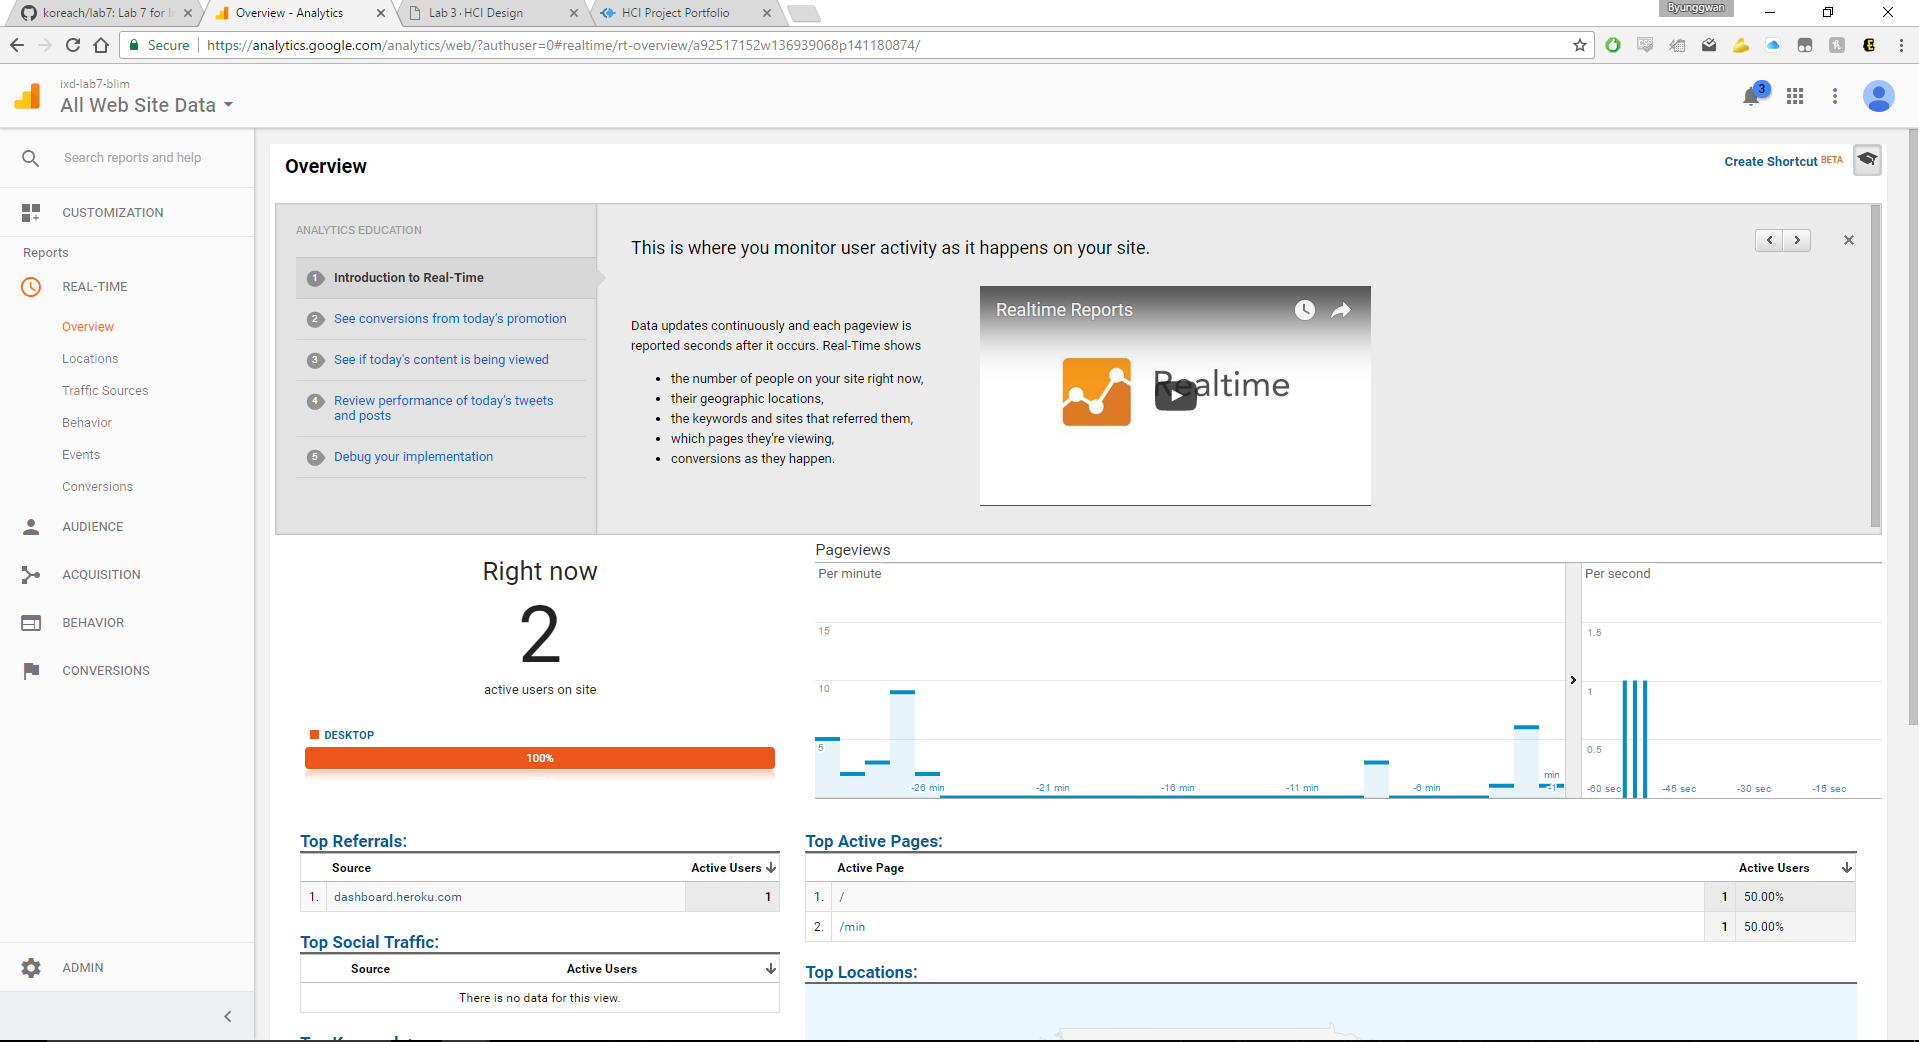 koreach/lab7: Lab 7 for I
Overview - Analytics
Lab 3 · HCI Design
HCI Project Portfolio
Byunggwan
Secure
https://analytics.google.com/analytics/web/?authuser=0#realtime/rt-overview/a92517152w136939068p141180874/
ixd-lab7-blim
All Web Site Data
3
Search reports and help
CUSTOMIZATION
Reports
REAL-TIME
Overview
Locations
Traffic Sources
Behavior
Events
Conversions
AUDIENCE
ACQUISITION
BEHAVIOR
CONVERSIONS
ADMIN
Overview
Create Shortcut BETA
ANALYTICS EDUCATION
1 Introduction to Real-Time
2 See conversions from today's promotion
3 See if today's content is being viewed
4 Review performance of today's tweets
and posts
5 Debug your implementation
This is where you monitor user activity as it happens on your site.
Data updates continuously and each pageview is
reported seconds after it occurs. Real-Time shows
• the number of people on your site right now,
• their geographic locations,
• the keywords and sites that referred them,
• which pages they're viewing,
• conversions as they happen.
Realtime Reports
Realtime
Right now
2
active users on site
DESKTOP
100%
Pageviews
Per minute
15
10
5
-26 min
-21 min
-16 min
-11 min
-6 min
min
-1
Per second
1.5
1
0.5
-60 sec
-45 sec
-30 sec
-15 sec
Top Referrals:
Source Active Users
1. dashboard.heroku.com 1
Top Social Traffic:
Source Active Users
There is no data for this view.
Top Active Pages:
Active Page Active Users
1. / 1 50.00%
2. /min 1 50.00%
Top Locations: